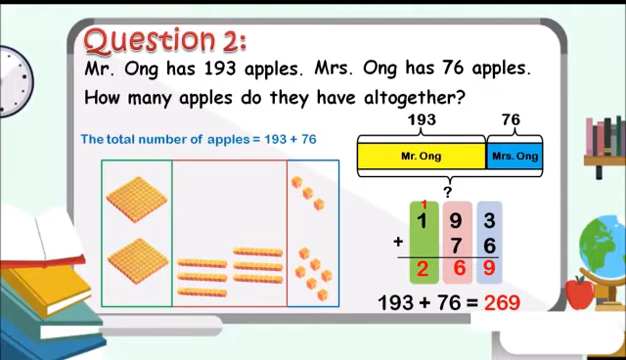 Question 2:
Mr. Ong has 193 apples. Mrs. Ong has 76 apples.
How many apples do they have altogether?
The total number of apples = 193 + 76
193 76
Mr. Ong Mrs. Ong
?
1
1 9 3
+ 7 6
2 6 9
193 + 76 = 269